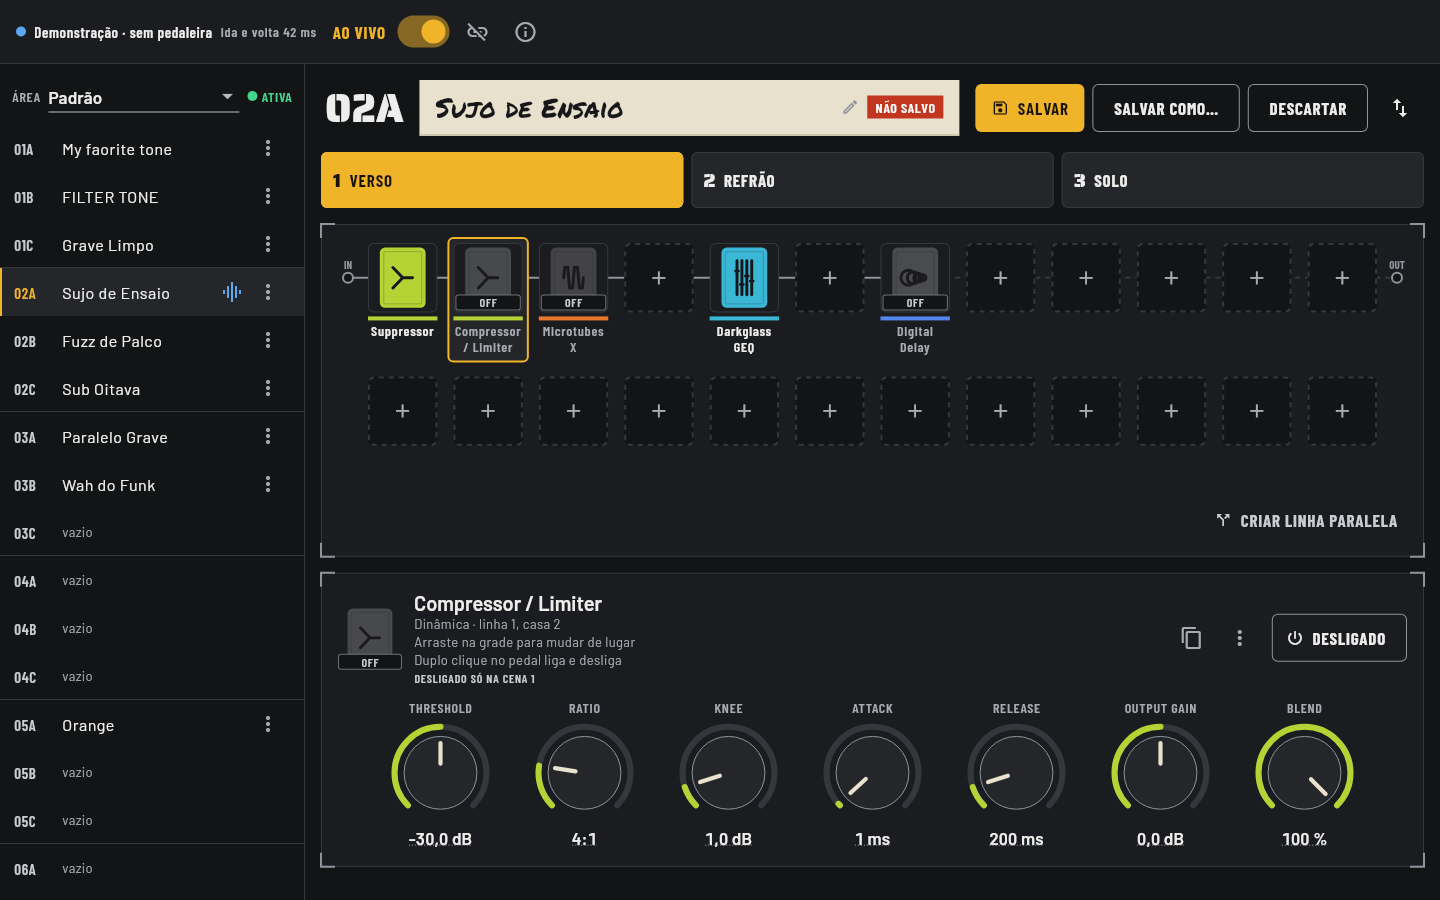 Demonstração · sem pedaleira Ida e volta 42 ms AO VIVO
ÁREA Padrão ATIVA
01A My faorite tone
01B FILTER TONE
01C Grave Limpo
02A Sujo de Ensaio
02B Fuzz de Palco
02C Sub Oitava
03A Paralelo Grave
03B Wah do Funk
03C vazio
04A vazio
04B vazio
04C vazio
05A Orange
05B vazio
05C vazio
06A vazio
02A Sujo de Ensaio NÃO SALVO SALVAR SALVAR COMO... DESCARTAR
1 VERSO 2 REFRÃO 3 SOLO
IN OUT
OFF OFF OFF
Suppressor Compressor / Limiter Microtubes X Darkglass GEQ Digital Delay
CRIAR LINHA PARALELA
Compressor / Limiter
Dinâmica · linha 1, casa 2
Arraste na grade para mudar de lugar
Duplo clique no pedal liga e desliga
DESLIGADO SÓ NA CENA 1
OFF
DESLIGADO
THRESHOLD RATIO KNEE ATTACK RELEASE OUTPUT GAIN BLEND
-30,0 dB 4:1 1,0 dB 1 ms 200 ms 0,0 dB 100 %